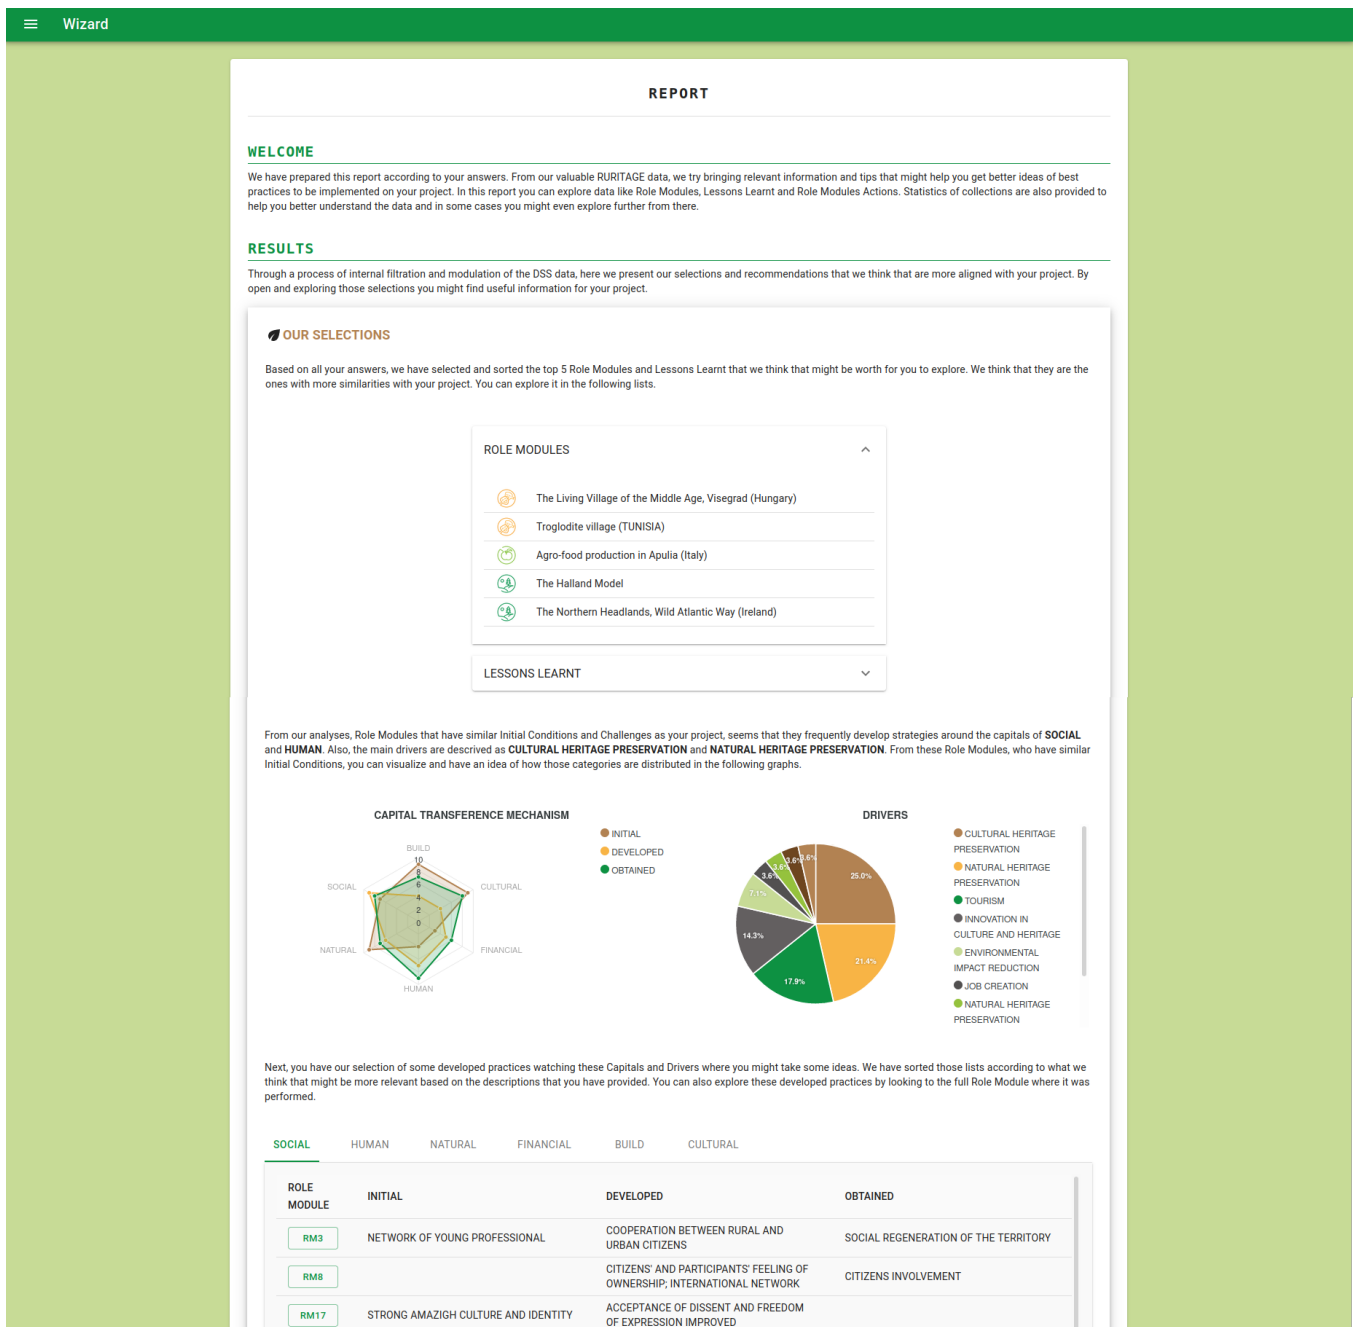 Wizard
REPORT
WELCOME
We have prepared this report according to your answers. From our valuable RURITAGE data, we try bringing relevant information and tips that might help you get better ideas of best
practices to be implemented on your project. In this report you can explore data like Role Modules, Lessons Learnt and Role Modules Actions. Statistics of collections are also provided to
help you better understand the data and in some cases you might even explore further from there.
RESULTS
Through a process of internal filtration and modulation of the DSS data, here we present our selections and recommendations that we think that are more aligned with your project. By
open and exploring those selections you might find useful information for your project.
OUR SELECTIONS
Based on all your answers, we have selected and sorted the top 5 Role Modules and Lessons Learnt that we think that might be worth for you to explore. We think that they are the
ones with more similarities with your project. You can explore it in the following lists.
ROLE MODULES
The Living Village of the Middle Age, Visegrad (Hungary)
Troglodite village (TUNISIA)
Agro-food production in Apulia (Italy)
The Halland Model
The Northern Headlands, Wild Atlantic Way (Ireland)
LESSONS LEARNT
From our analyses, Role Modules that have similar Initial Conditions and Challenges as your project, seems that they frequently develop strategies around the capitals of SOCIAL
and HUMAN. Also, the main drivers are descrived as CULTURAL HERITAGE PRESERVATION and NATURAL HERITAGE PRESERVATION. From these Role Modules, who have similar
Initial Conditions, you can visualize and have an idea of how those categories are distributed in the following graphs.
CAPITAL TRANSFERENCE MECHANISM
INITIAL
DEVELOPED
OBTAINED
BUILD
10
8
6
4
2
0
SOCIAL
CULTURAL
NATURAL
FINANCIAL
HUMAN
DRIVERS
25.0%
21.4%
17.9%
14.3%
7.1%
3.6%
3.6%
3.6%
3.6%
CULTURAL HERITAGE
PRESERVATION
NATURAL HERITAGE
PRESERVATION
TOURISM
INNOVATION IN
CULTURE AND HERITAGE
ENVIRONMENTAL
IMPACT REDUCTION
JOB CREATION
NATURAL HERITAGE
PRESERVATION
Next, you have our selection of some developed practices watching these Capitals and Drivers where you might take some ideas. We have sorted those lists according to what we
think that might be more relevant based on the descriptions that you have provided. You can also explore these developed practices by looking to the full Role Module where it was
performed.
SOCIAL HUMAN NATURAL FINANCIAL BUILD CULTURAL
ROLE
MODULE
INITIAL
DEVELOPED
OBTAINED
RM3
NETWORK OF YOUNG PROFESSIONAL
COOPERATION BETWEEN RURAL AND
URBAN CITIZENS
SOCIAL REGENERATION OF THE TERRITORY
RM8
CITIZENS' AND PARTICIPANTS' FEELING OF
OWNERSHIP; INTERNATIONAL NETWORK
CITIZENS INVOLVEMENT
RM17
STRONG AMAZIGH CULTURE AND IDENTITY
ACCEPTANCE OF DISSENT AND FREEDOM
OF EXPRESSION IMPROVED